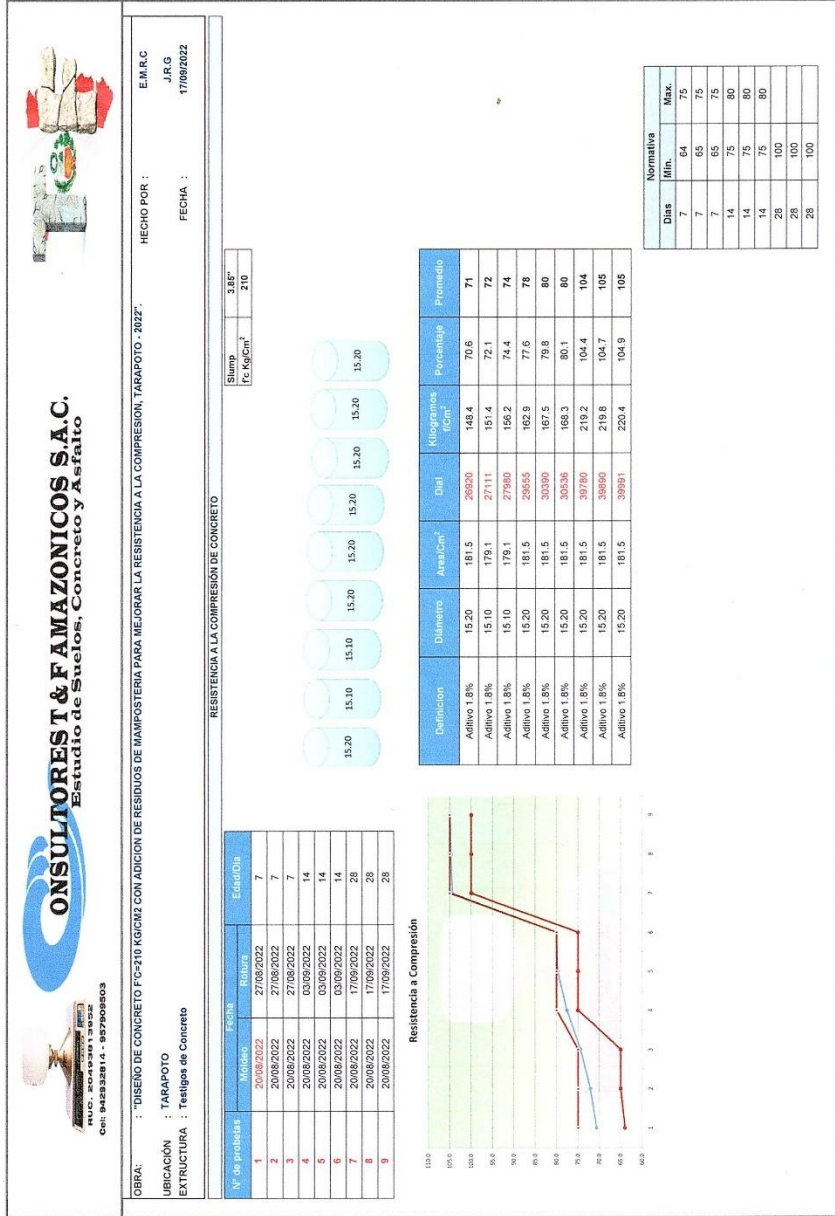 ONSULTOREST & F AMAZONICOS S.A.C.
Estudio de Suelos, Concreto y Asfalto
RUC. 20493813952
Cel: 942932814 - 957909503
OBRA: : "DISEÑO DE CONCRETO F'C=210 KG/CM2 CON ADICION DE RESIDUOS DE MAMPOSTERIA PARA MEJORAR LA RESISTENCIA A LA COMPRESION, TARAPOTO - 2022". HECHO POR : E.M.R.C
UBICACIÓN : TARAPOTO J.R.G
EXTRUCTURA : Testigos de Concreto FECHA : 17/09/2022
RESISTENCIA A LA COMPRESIÓN DE CONCRETO
Slump 3.85"
f'c Kg/Cm² 210
N° de probetas Fecha Edad/Dia
Moldeo Rotura
1 20/08/2022 27/08/2022 7
2 20/08/2022 27/08/2022 7
3 20/08/2022 27/08/2022 7
4 20/08/2022 03/09/2022 14
5 20/08/2022 03/09/2022 14
6 20/08/2022 03/09/2022 14
7 20/08/2022 17/09/2022 28
8 20/08/2022 17/09/2022 28
9 20/08/2022 17/09/2022 28
15.20 15.10 15.10 15.20 15.20 15.20 15.20 15.20 15.20
Resistencia a Compresión
110.0
105.0
100.0
95.0
90.0
85.0
80.0
75.0
70.0
65.0
60.0
1 2 3 4 5 6 7 8 9
Definicion Diámetro Area/Cm² Dial Kilogramos f/Cm² Porcentaje Promedio
Aditivo 1.8% 15.20 181.5 26920 148.4 70.6 71
Aditivo 1.8% 15.10 179.1 27111 151.4 72.1 72
Aditivo 1.8% 15.10 179.1 27980 156.2 74.4 74
Aditivo 1.8% 15.20 181.5 29555 162.9 77.6 78
Aditivo 1.8% 15.20 181.5 30390 167.5 79.8 80
Aditivo 1.8% 15.20 181.5 30536 168.3 80.1 80
Aditivo 1.8% 15.20 181.5 39780 219.2 104.4 104
Aditivo 1.8% 15.20 181.5 39890 219.8 104.7 105
Aditivo 1.8% 15.20 181.5 39991 220.4 104.9 105
Normativa
Dias Min. Max.
7 64 75
7 65 75
7 65 75
14 75 80
14 75 80
14 75 80
28 100
28 100
28 100